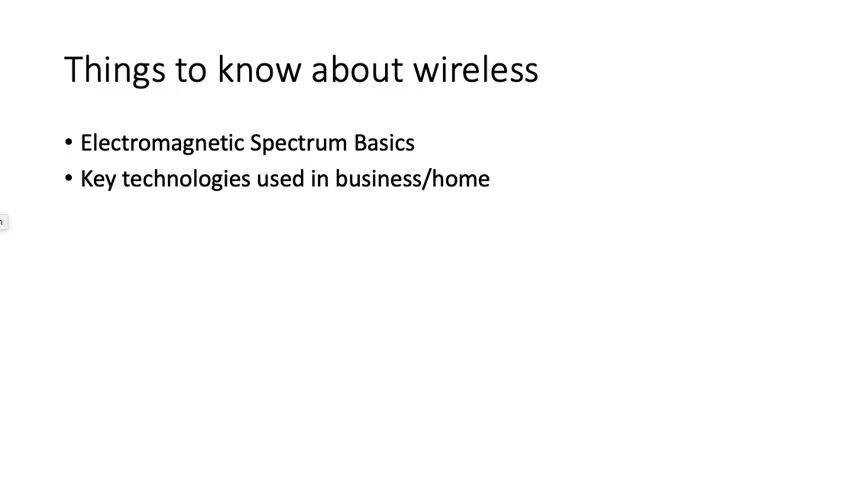 Things to know about wireless
• Electromagnetic Spectrum Basics
• Key technologies used in business/home